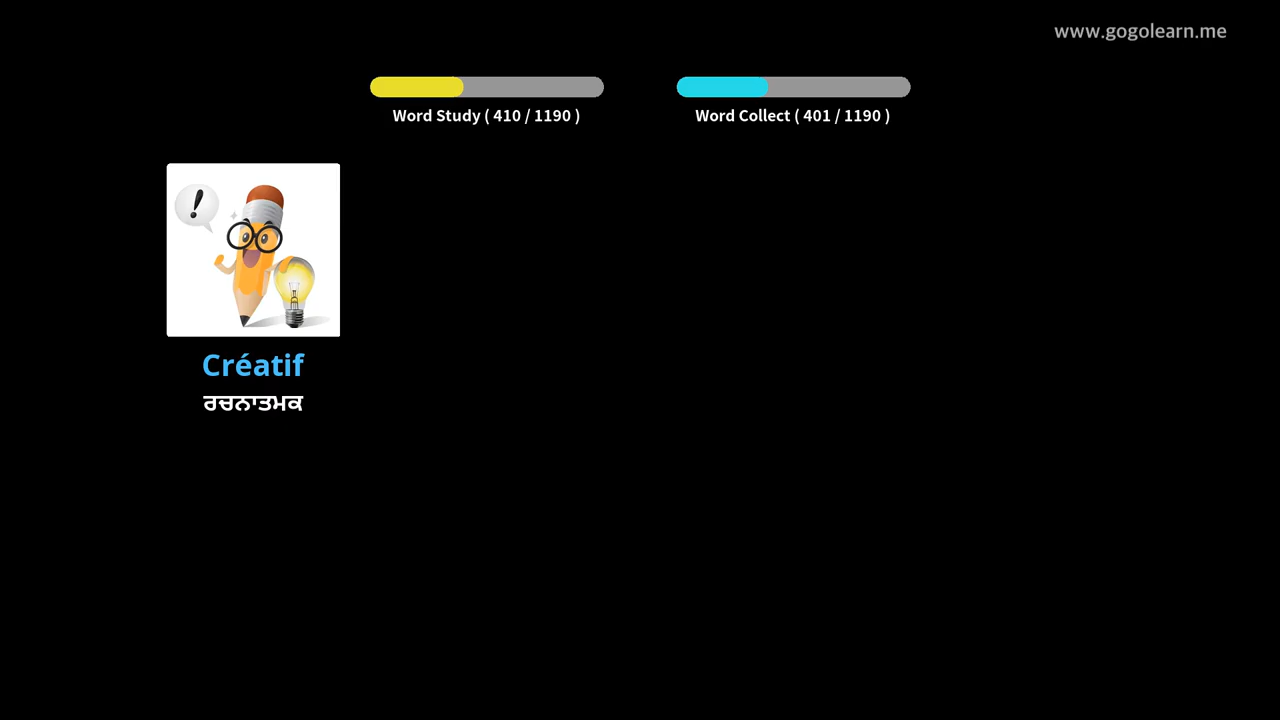 www.gogolearn.me
Word Study ( 410 / 1190 )
Word Collect ( 401 / 1190 )
!
Créatif
ਰਚਨਾਤਮਕ